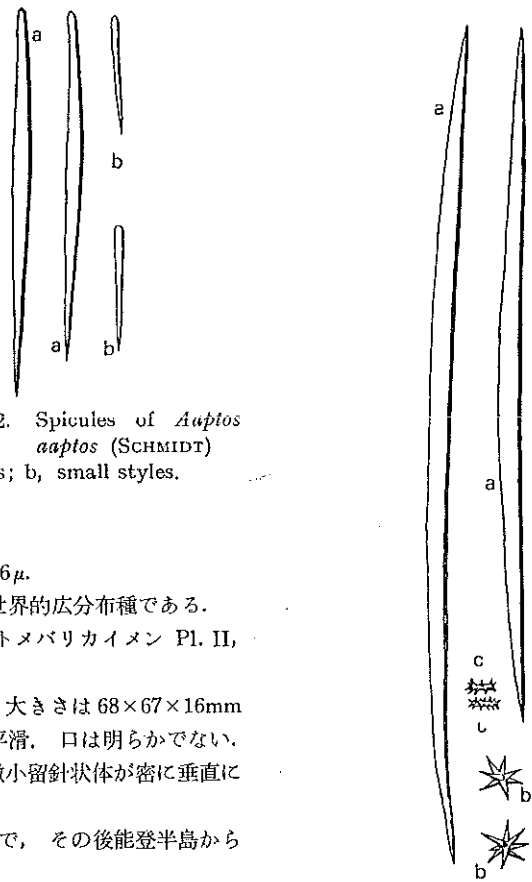 a
b
a
b
2. Spicules of Aaptos
aaptos (SCHMIDT)
s; b, small styles.
6μ.
世界的広分布種である.
トメバリカイメン Pl. II,
大きさは 68×67×16mm
平滑. 口は明らかでない.
微小留針状体が密に垂直に
で, その後能登半島から
a
a
c
b
b